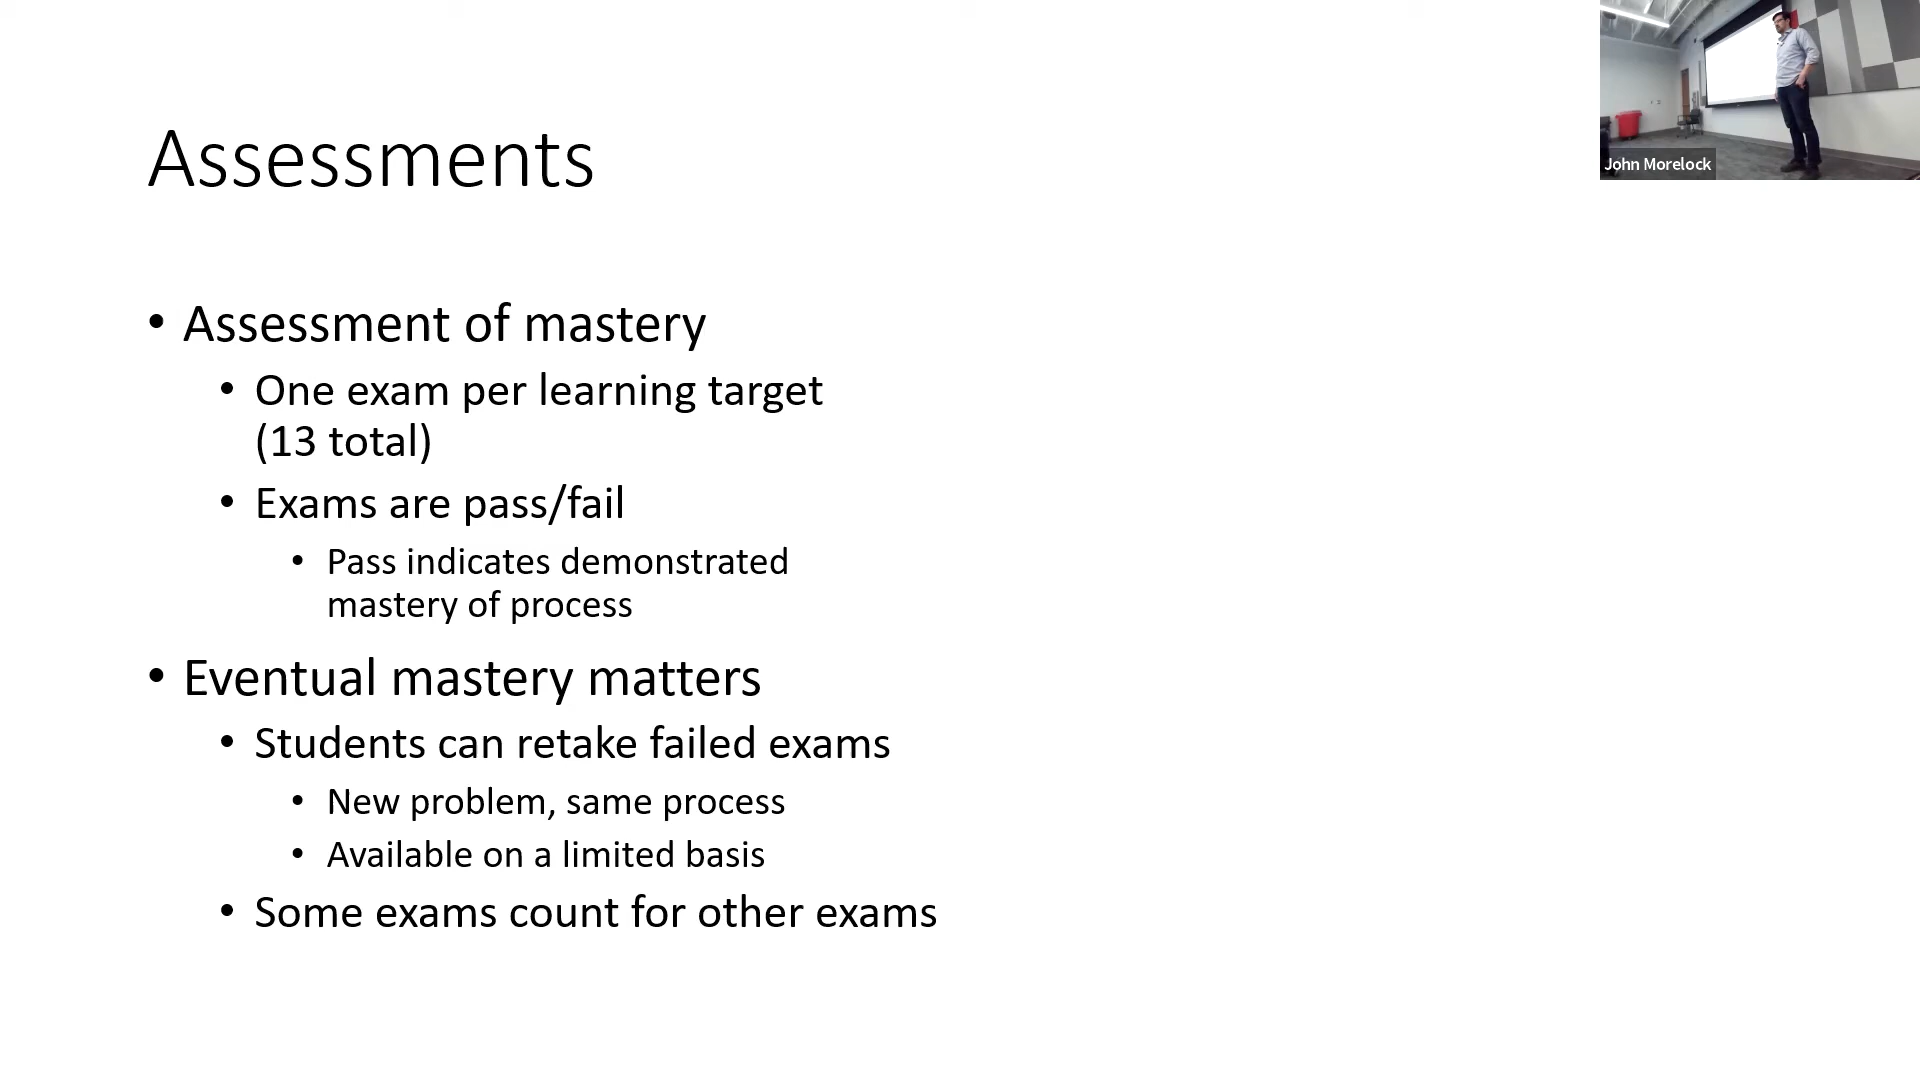 Assessments
John Morelock
• Assessment of mastery
• One exam per learning target
(13 total)
• Exams are pass/fail
• Pass indicates demonstrated
mastery of process
• Eventual mastery matters
• Students can retake failed exams
• New problem, same process
• Available on a limited basis
• Some exams count for other exams